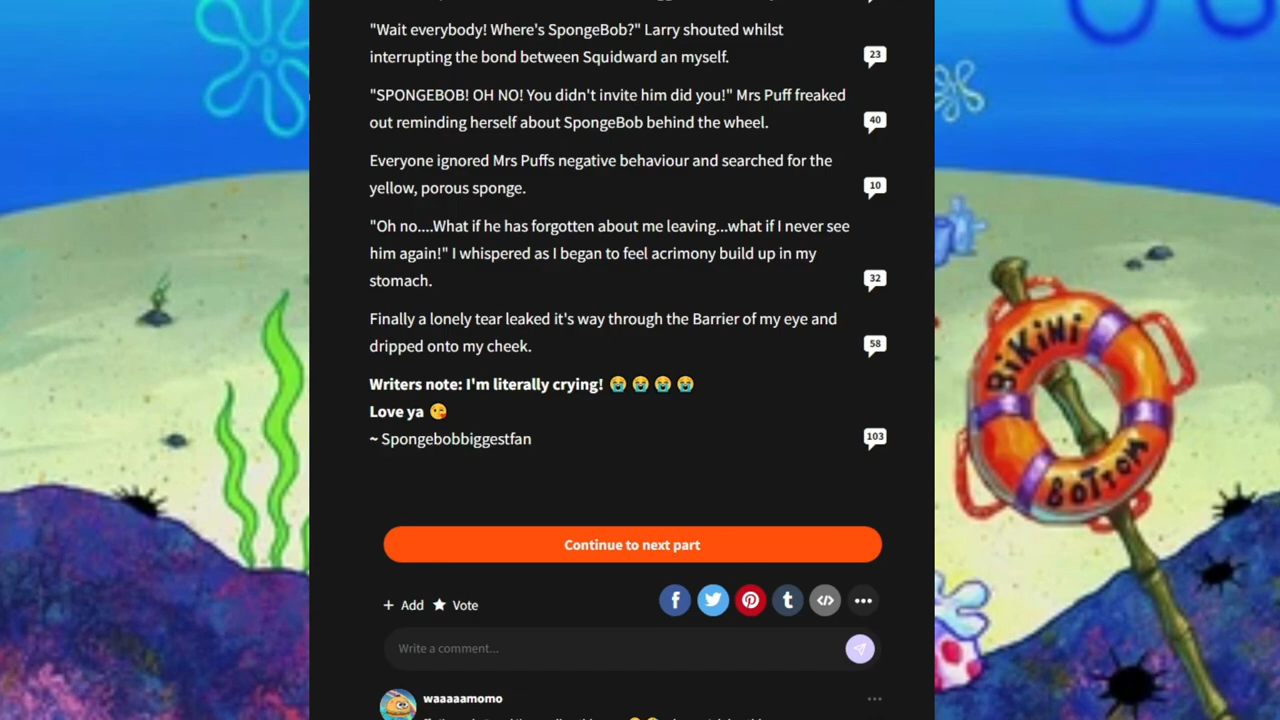 "Wait everybody! Where's SpongeBob?" Larry shouted whilst
interrupting the bond between Squidward an myself.
23
"SPONGEBOB! OH NO! You didn't invite him did you!" Mrs Puff freaked
out reminding herself about SpongeBob behind the wheel.
40
Everyone ignored Mrs Puffs negative behaviour and searched for the
yellow, porous sponge.
10
"Oh no....What if he has forgotten about me leaving...what if I never see
him again!" I whispered as I began to feel acrimony build up in my
stomach.
32
Finally a lonely tear leaked it's way through the Barrier of my eye and
dripped onto my cheek.
58
Writers note: I'm literally crying! 😭 😭 😭 😭
Love ya 😘
~ Spongebobbiggestfan
103
Continue to next part
+ Add ★ Vote
Write a comment...
waaaaamomo
BIKINI
BOTTOM